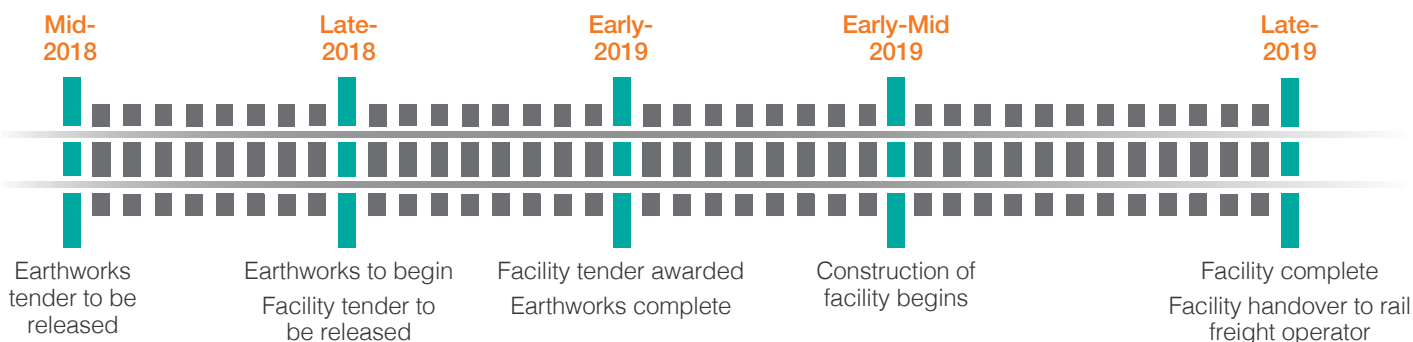 Mid-
2018
Late-
2018
Early-
2019
Early-Mid
2019
Late-
2019
Earthworks
tender to be
released
Earthworks to begin
Facility tender to
be released
Facility tender awarded
Earthworks complete
Construction of
facility begins
Facility complete
Facility handover to rail
freight operator